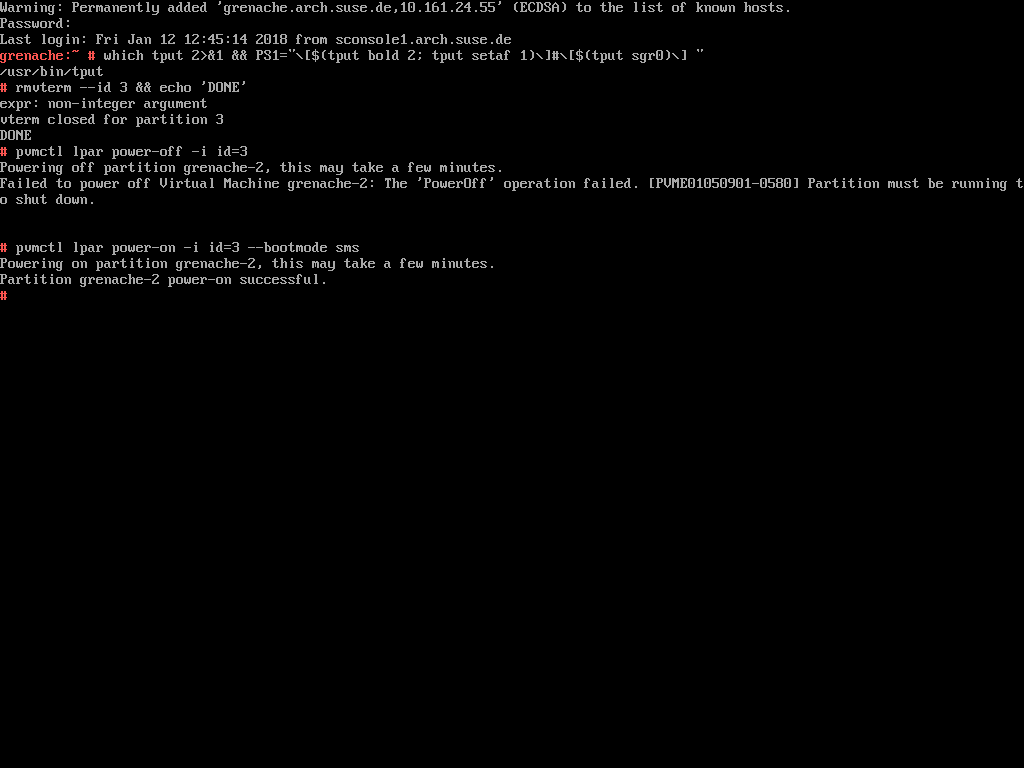 Warning: Permanently added 'grenache.arch.suse.de,10.161.24.55' (ECDSA) to the list of known hosts.
Password:
Last login: Fri Jan 12 12:45:14 2018 from sconsole1.arch.suse.de
grenache:~ # which tput 2>&1 && PS1="\[$(tput bold 2; tput setaf 1)\]#\[$(tput sgr0)\] "
/usr/bin/tput
# rmvterm --id 3 && echo 'DONE'
expr: non-integer argument
vterm closed for partition 3
DONE
# pvmctl lpar power-off -i id=3
Powering off partition grenache-2, this may take a few minutes.
Failed to power off Virtual Machine grenache-2: The 'PowerOff' operation failed. [PVME01050901-0580] Partition must be running t
o shut down.
# pvmctl lpar power-on -i id=3 --bootmode sms
Powering on partition grenache-2, this may take a few minutes.
Partition grenache-2 power-on successful.
#